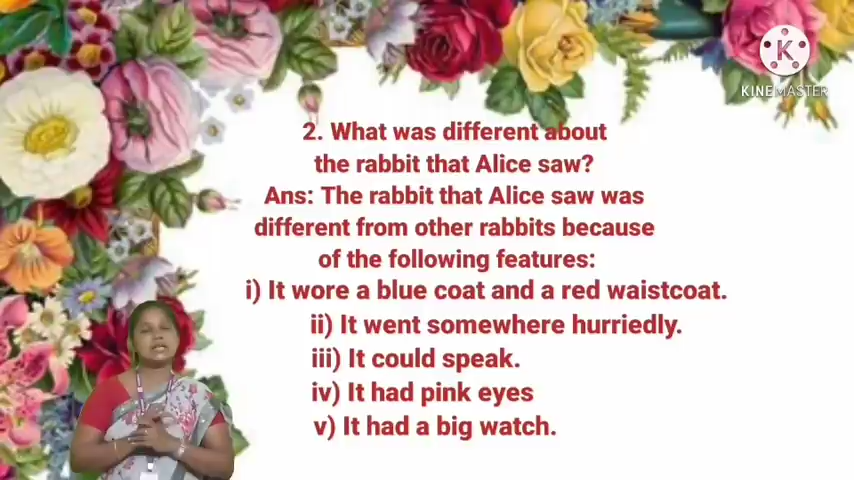 KINEMASTER
2. What was different about
the rabbit that Alice saw?
Ans: The rabbit that Alice saw was
different from other rabbits because
of the following features:
i) It wore a blue coat and a red waistcoat.
ii) It went somewhere hurriedly.
iii) It could speak.
iv) It had pink eyes
v) It had a big watch.